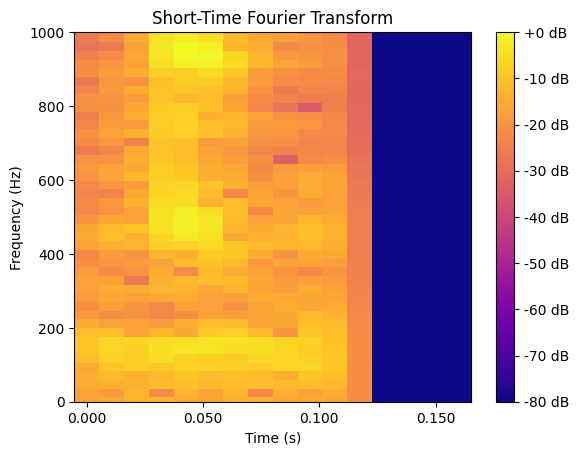 Short-Time Fourier Transform
1000
800
600
400
200
0
Frequency (Hz)
0.000
0.050
0.100
0.150
Time (s)
+0 dB
-10 dB
-20 dB
-30 dB
-40 dB
-50 dB
-60 dB
-70 dB
-80 dB